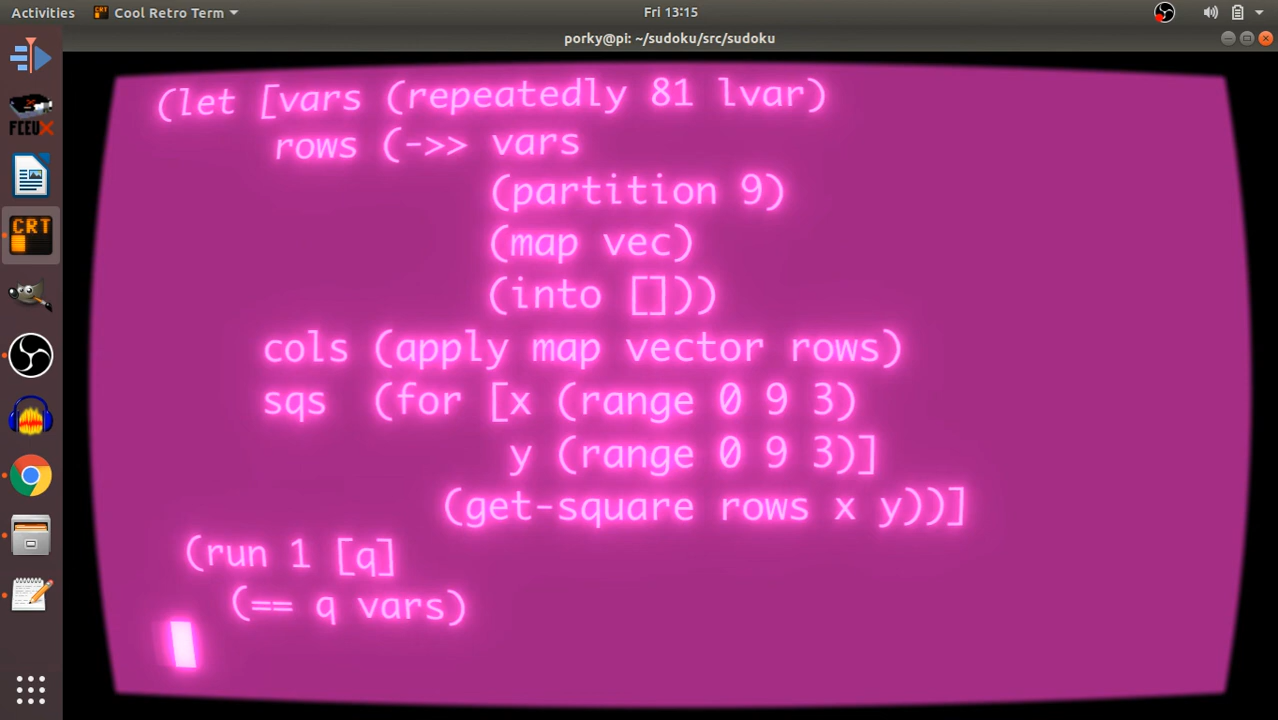 Activities Cool Retro Term Fri 13:15
porky@pi: ~/sudoku/src/sudoku
FCEUX
CRT
(let [vars (repeatedly 81 lvar)
rows (->> vars
(partition 9)
(map vec)
(into []))
cols (apply map vector rows)
sqs (for [x (range 0 9 3)
y (range 0 9 3)]
(get-square rows x y))]
(run 1 [q]
(== q vars)